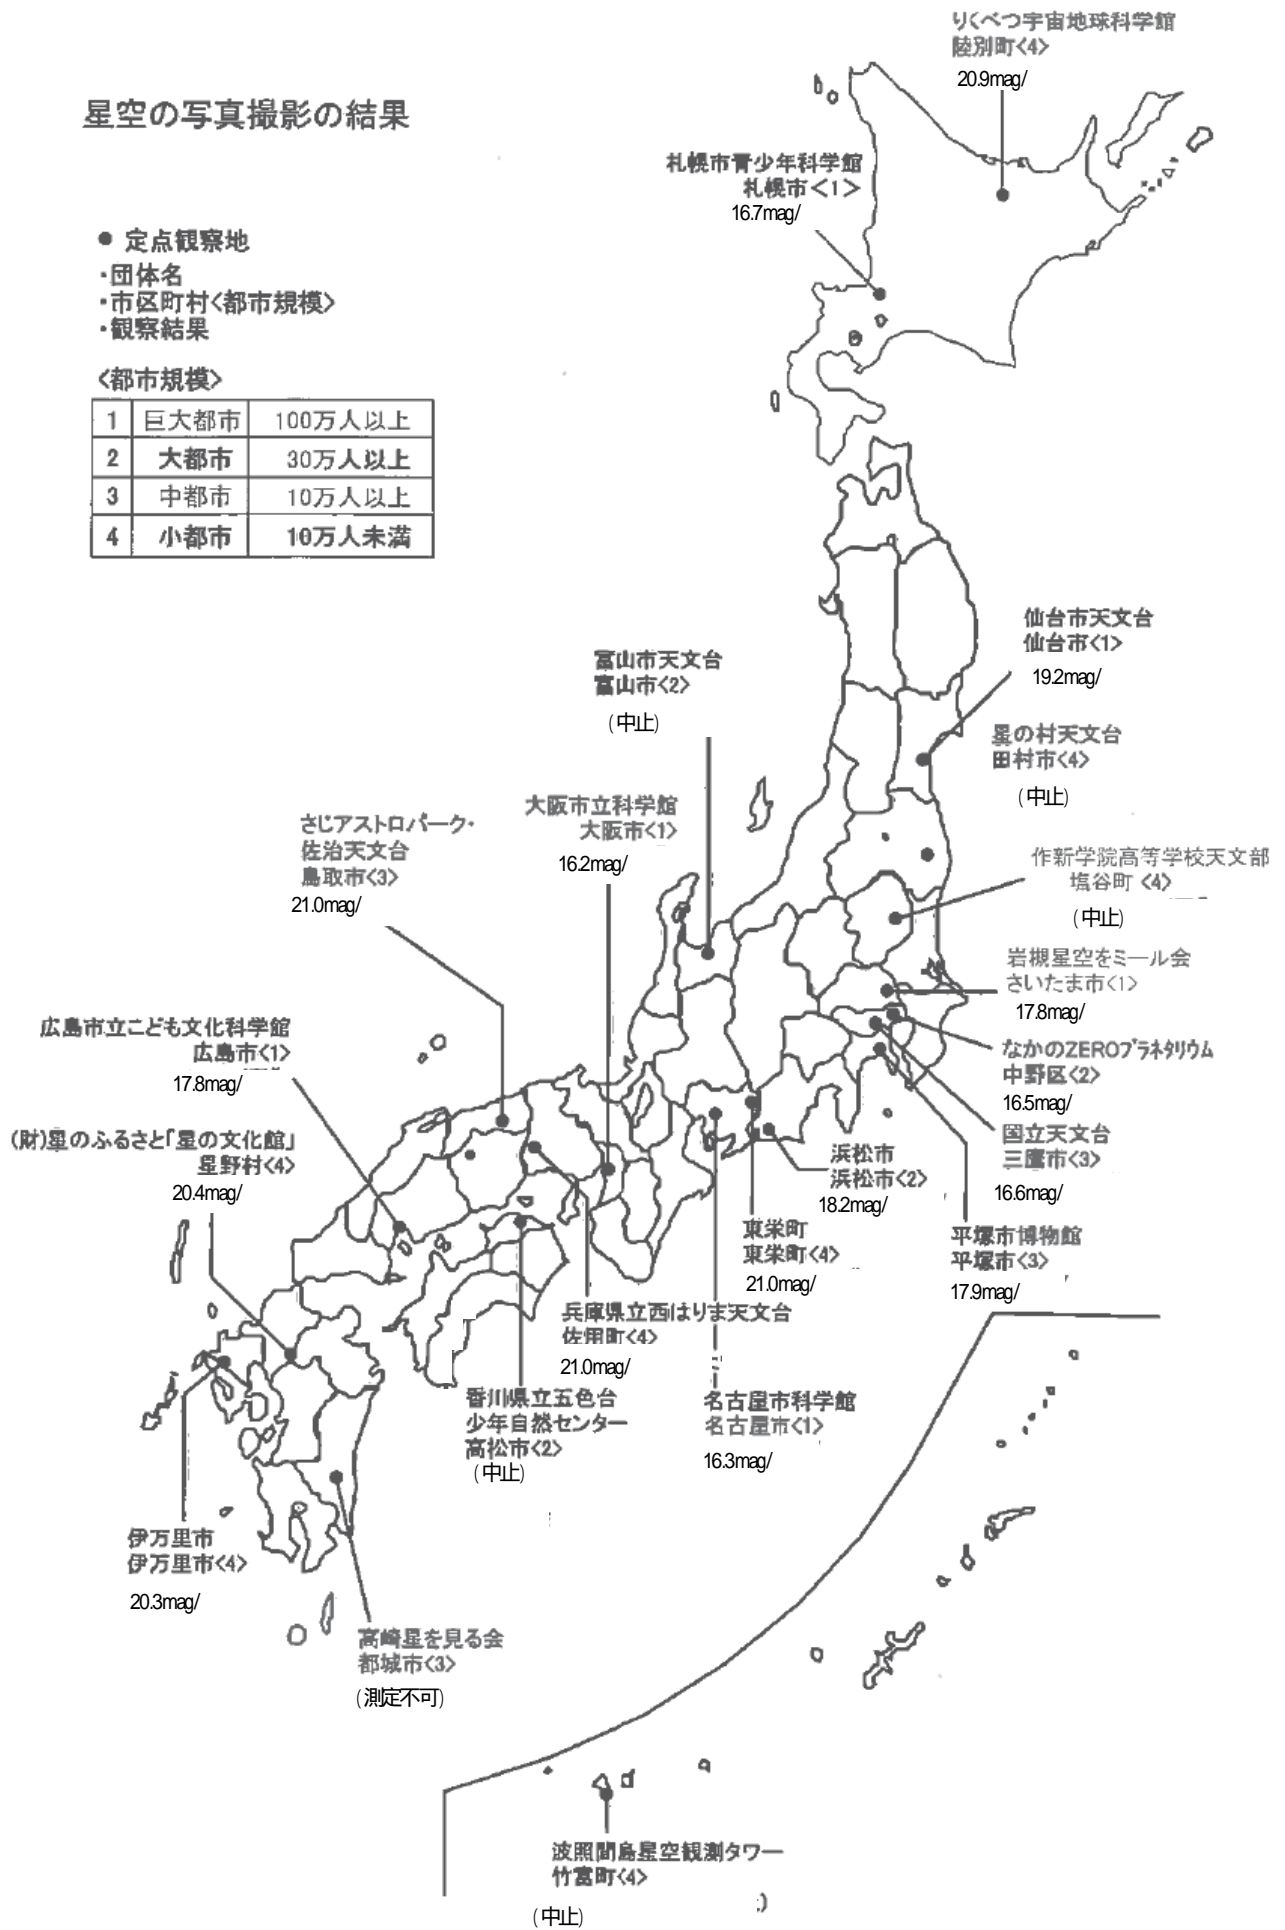 りくべつ宇宙地球科学館
陸別町<4>
20.9mag/
星空の写真撮影の結果
札幌市青少年科学館
札幌市<1>
16.7mag/
● 定点観察地
・団体名
・市区町村<都市規模>
・観察結果
<都市規模>
1 巨大都市 100万人以上
2 大都市 30万人以上
3 中都市 10万人以上
4 小都市 10万人未満
仙台市天文台
仙台市<1>
19.2mag/
富山市天文台
富山市<2>
(中止)
星の村天文台
田村市<4>
(中止)
大阪市立科学館
大阪市<1>
16.2mag/
さじアストロパーク・
佐治天文台
鳥取市<3>
21.0mag/
作新学院高等学校天文部
塩谷町<4>
(中止)
岩槻星空をミール会
さいたま市<1>
17.8mag/
広島市立こども文化科学館
広島市<1>
17.8mag/
なかのZEROプラネタリウム
中野区<2>
16.5mag/
国立天文台
三鷹市<3>
16.6mag/
(財)星のふるさと「星の文化館」
星野村<4>
20.4mag/
浜松市
浜松市<2>
18.2mag/
東栄町
東栄町<4>
21.0mag/
平塚市博物館
平塚市<3>
17.9mag/
兵庫県立西はりま天文台
佐用町<4>
21.0mag/
香川県立五色台
少年自然センター
高松市<2>
(中止)
名古屋市科学館
名古屋市<1>
16.3mag/
伊万里市
伊万里市<4>
20.3mag/
高崎星を見る会
都城市<3>
(測定不可)
波照間島星空観測タワー
竹富町<4>
(中止)